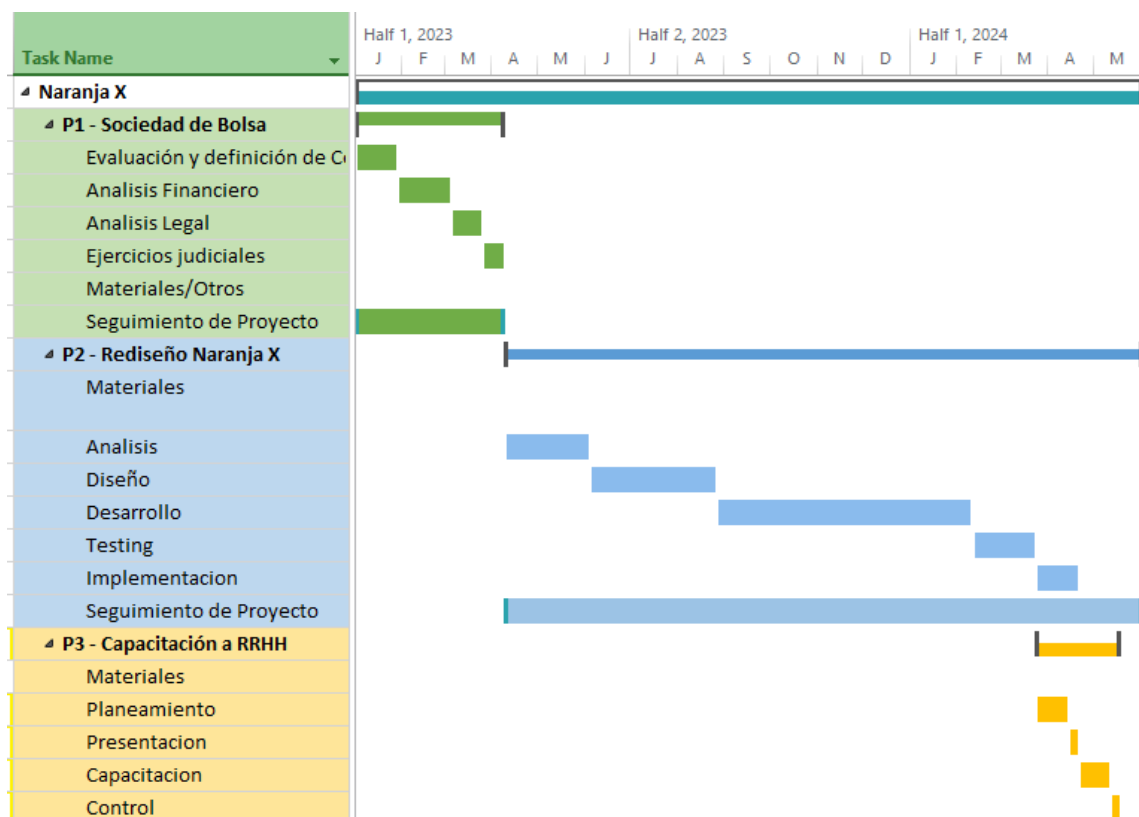 Half 1, 2023 Half 2, 2023 Half 1, 2024
Task Name J F M A M J J A S O N D J F M A M
Naranja X
P1 - Sociedad de Bolsa
Evaluación y definición de
Analisis Financiero
Analisis Legal
Ejercicios judiciales
Materiales/Otros
Seguimiento de Proyecto
P2 - Rediseño Naranja X
Materiales
Analisis
Diseño
Desarrollo
Testing
Implementacion
Seguimiento de Proyecto
P3 - Capacitación a RRHH
Materiales
Planeamiento
Presentacion
Capacitacion
Control